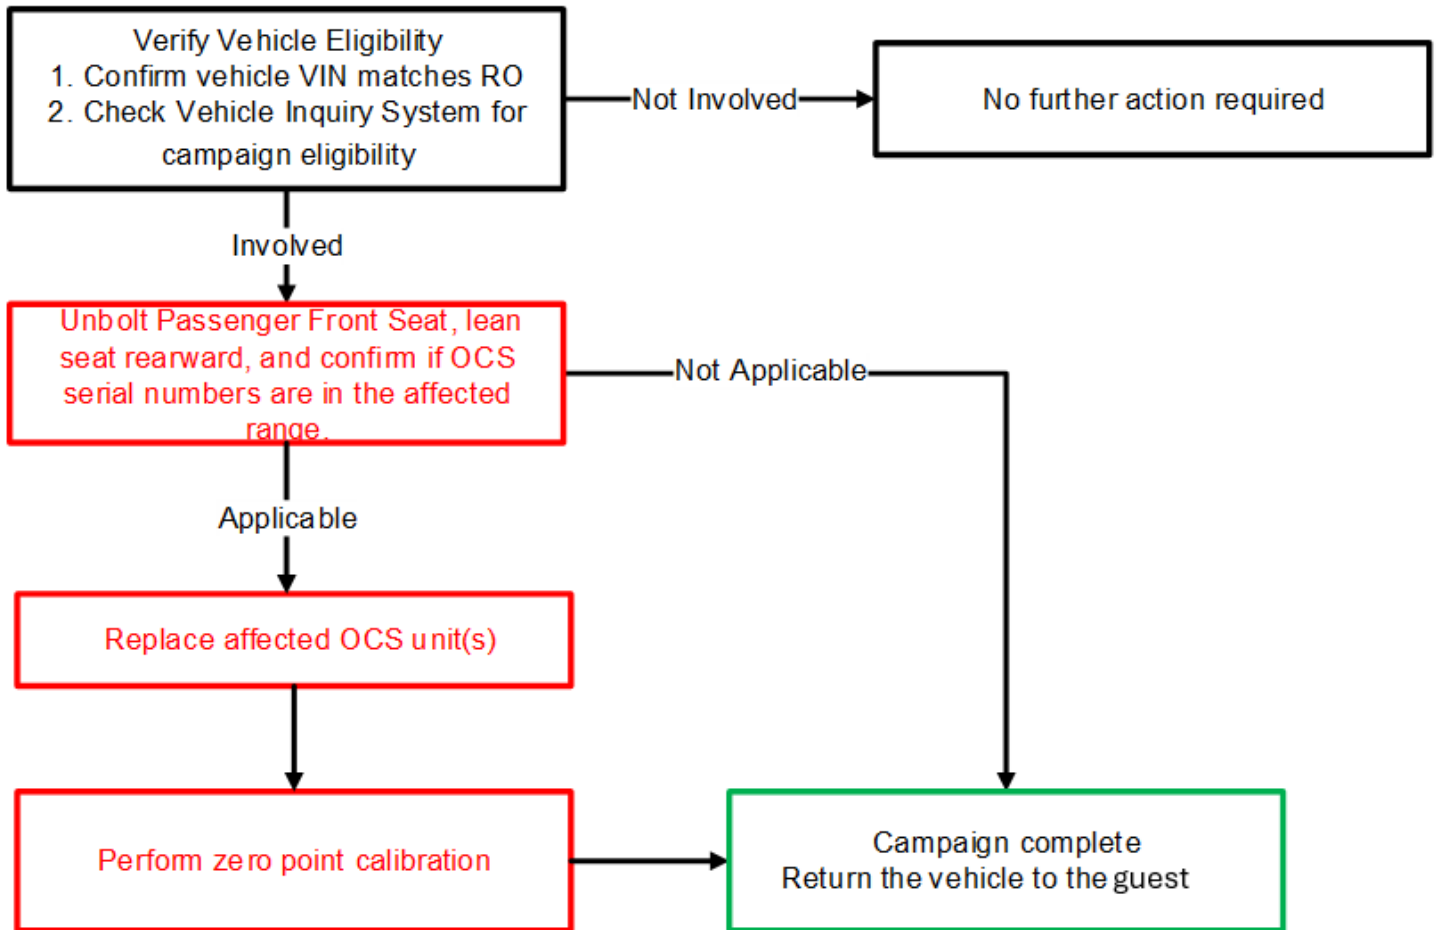 Verify Vehicle Eligibility
1. Confirm vehicle VIN matches RO
2. Check Vehicle Inquiry System for
campaign eligibility
Not Involved
No further action required
Involved
Unbolt Passenger Front Seat, lean
seat rearward, and confirm if OCS
serial numbers are in the affected
range.
Not Applicable
Applicable
Replace affected OCS unit(s)
Perform zero point calibration
Campaign complete
Return the vehicle to the guest